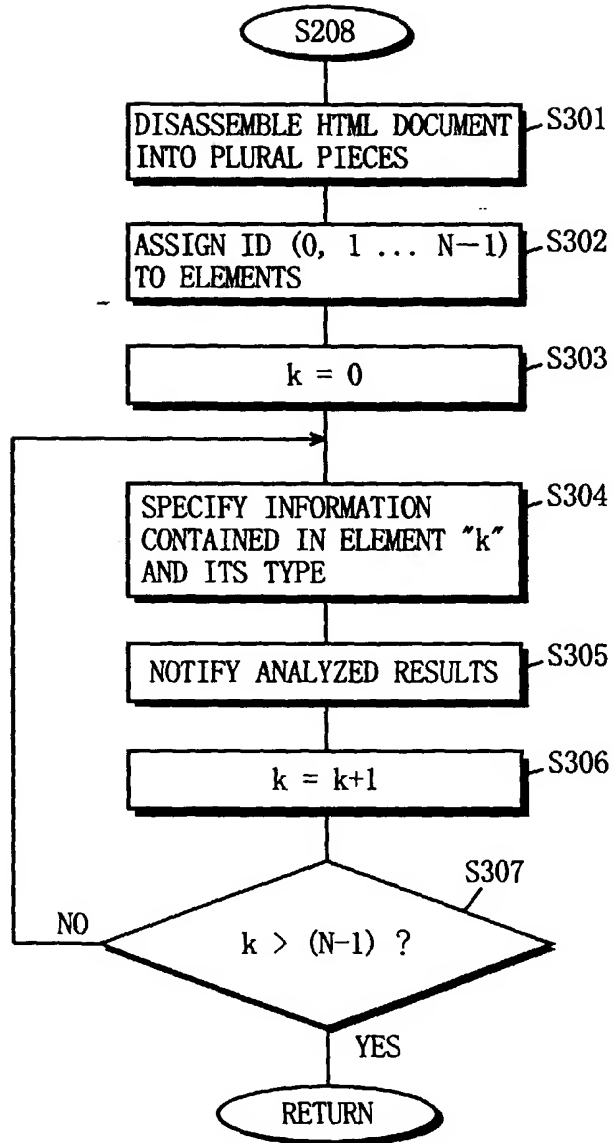 S208
DISASSEMBLE HTML DOCUMENT
INTO PLURAL PIECES
S301
ASSIGN ID (0, 1 ... N-1)
TO ELEMENTS
S302
k = 0
S303
SPECIFY INFORMATION
CONTAINED IN ELEMENT "k"
AND ITS TYPE
S304
NOTIFY ANALYZED RESULTS
S305
k = k+1
S306
S307
k > (N-1) ?
NO
YES
RETURN